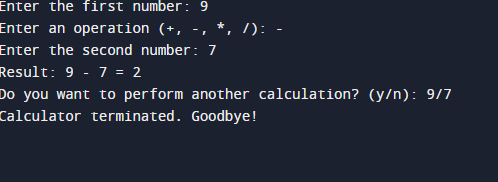 Enter the first number: 9
Enter an operation (+, -, *, /): -
Enter the second number: 7
Result: 9 - 7 = 2
Do you want to perform another calculation? (y/n): 9/7
Calculator terminated. Goodbye!